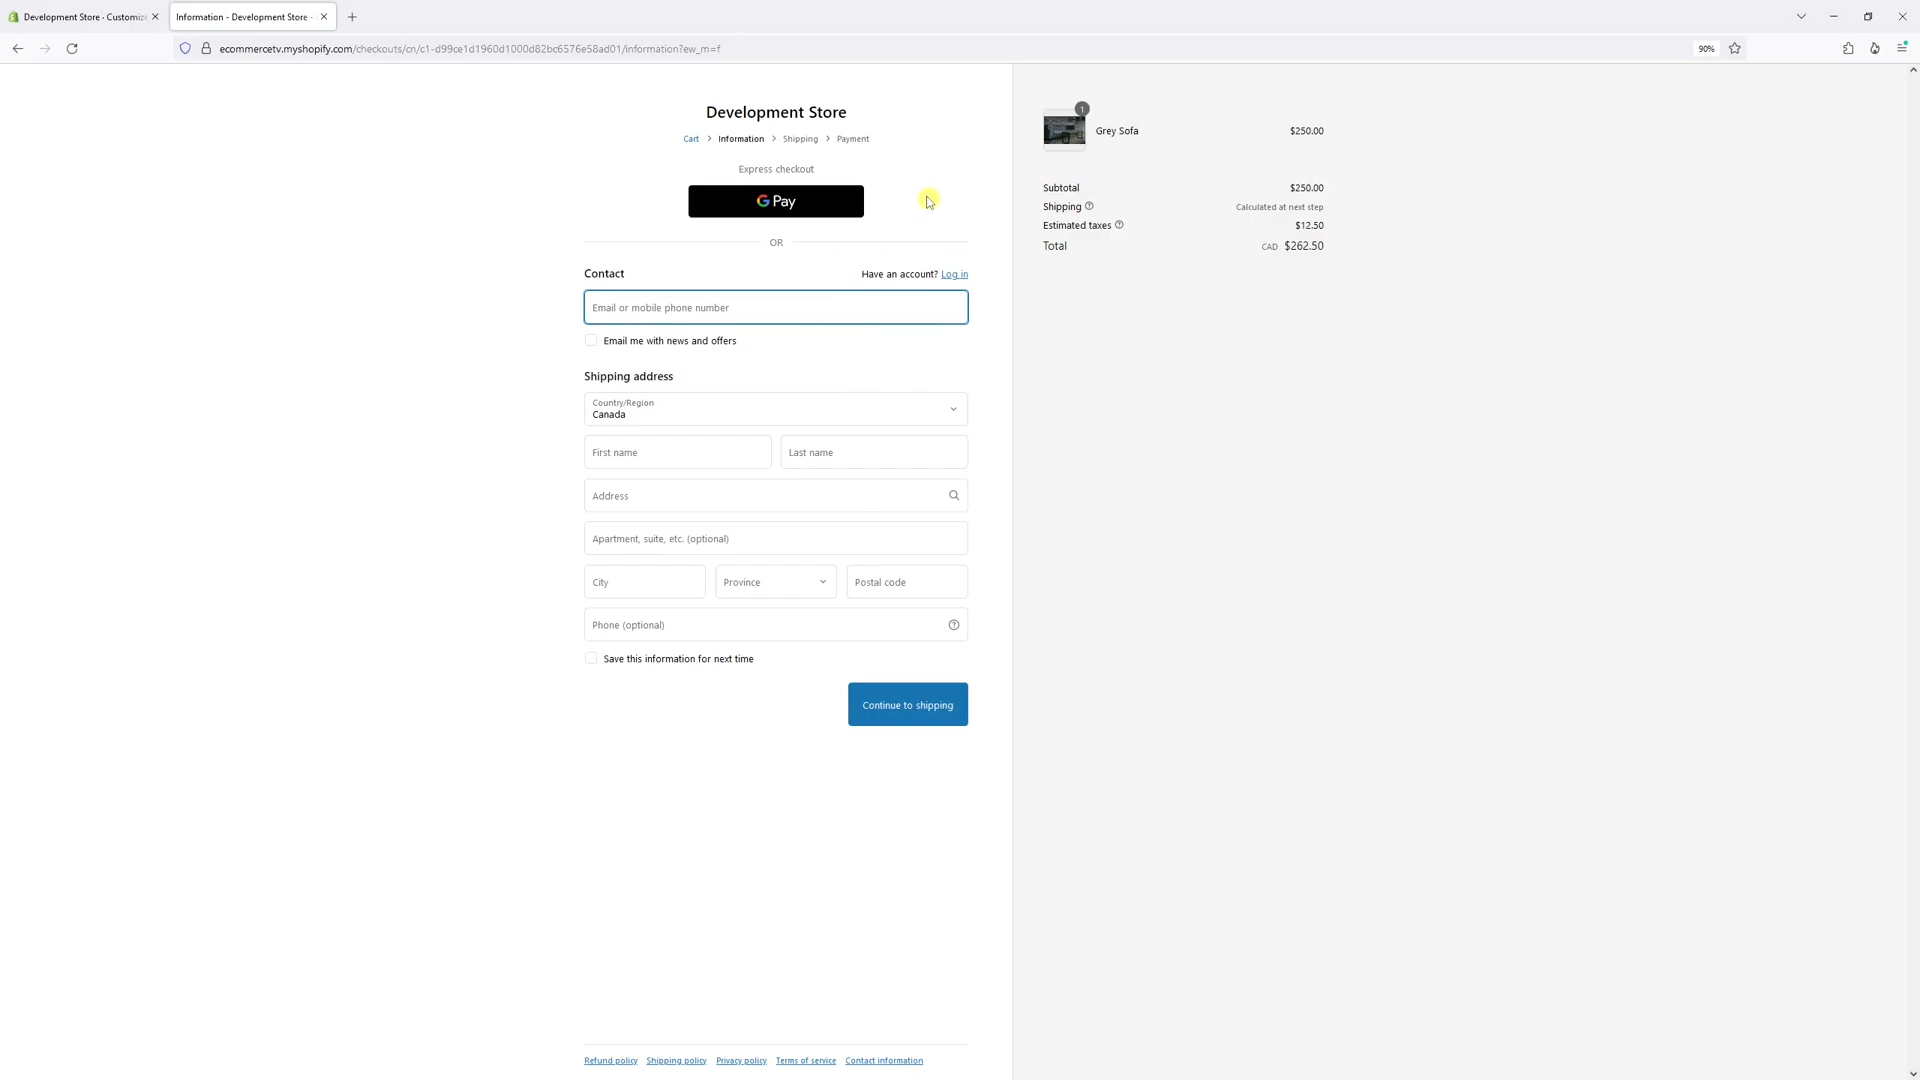 Development Store · Customize
Information - Development Store -
ecommercetv.myshopify.com/checkouts/cn/c1-d99ce1d1960d1000d82bc6576e58ad01/information?ew_m=f
90%
Development Store
Cart > Information > Shipping > Payment
Express checkout
G Pay
OR
Contact
Have an account? Log in
Email or mobile phone number
Email me with news and offers
Shipping address
Country/Region
Canada
First name
Last name
Address
Apartment, suite, etc. (optional)
City
Province
Postal code
Phone (optional)
Save this information for next time
Continue to shipping
Refund policy
Shipping policy
Privacy policy
Terms of service
Contact information
1
Grey Sofa
$250.00
Subtotal
$250.00
Shipping
Calculated at next step
Estimated taxes
$12.50
Total
CAD $262.50